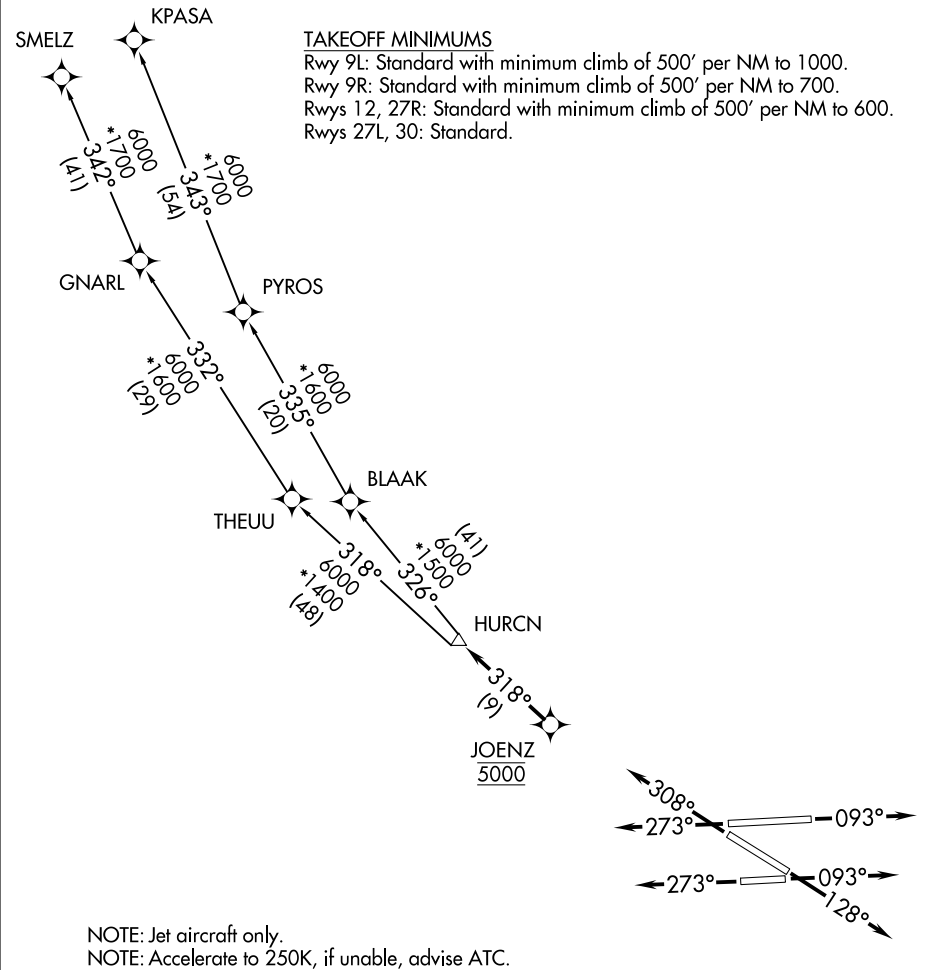 KPASA
SMELZ
TAKEOFF MINIMUMS
Rwy 9L: Standard with minimum climb of 500' per NM to 1000.
Rwy 9R: Standard with minimum climb of 500' per NM to 700.
Rwys 12, 27R: Standard with minimum climb of 500' per NM to 600.
Rwys 27L, 30: Standard.
6000
*1700
342°
(41)
6000
*1700
343°
(54)
GNARL
PYROS
332°
6000
*1600
(29)
6000
*1600
335°
(20)
BLAAK
THEUU
318°
6000
*1400
(48)
(41)
6000
*1500
326°
HURCN
318°
(9)
JOENZ
5000
308°
273°
093°
273°
093°
128°
NOTE: Jet aircraft only.
NOTE: Accelerate to 250K, if unable, advise ATC.